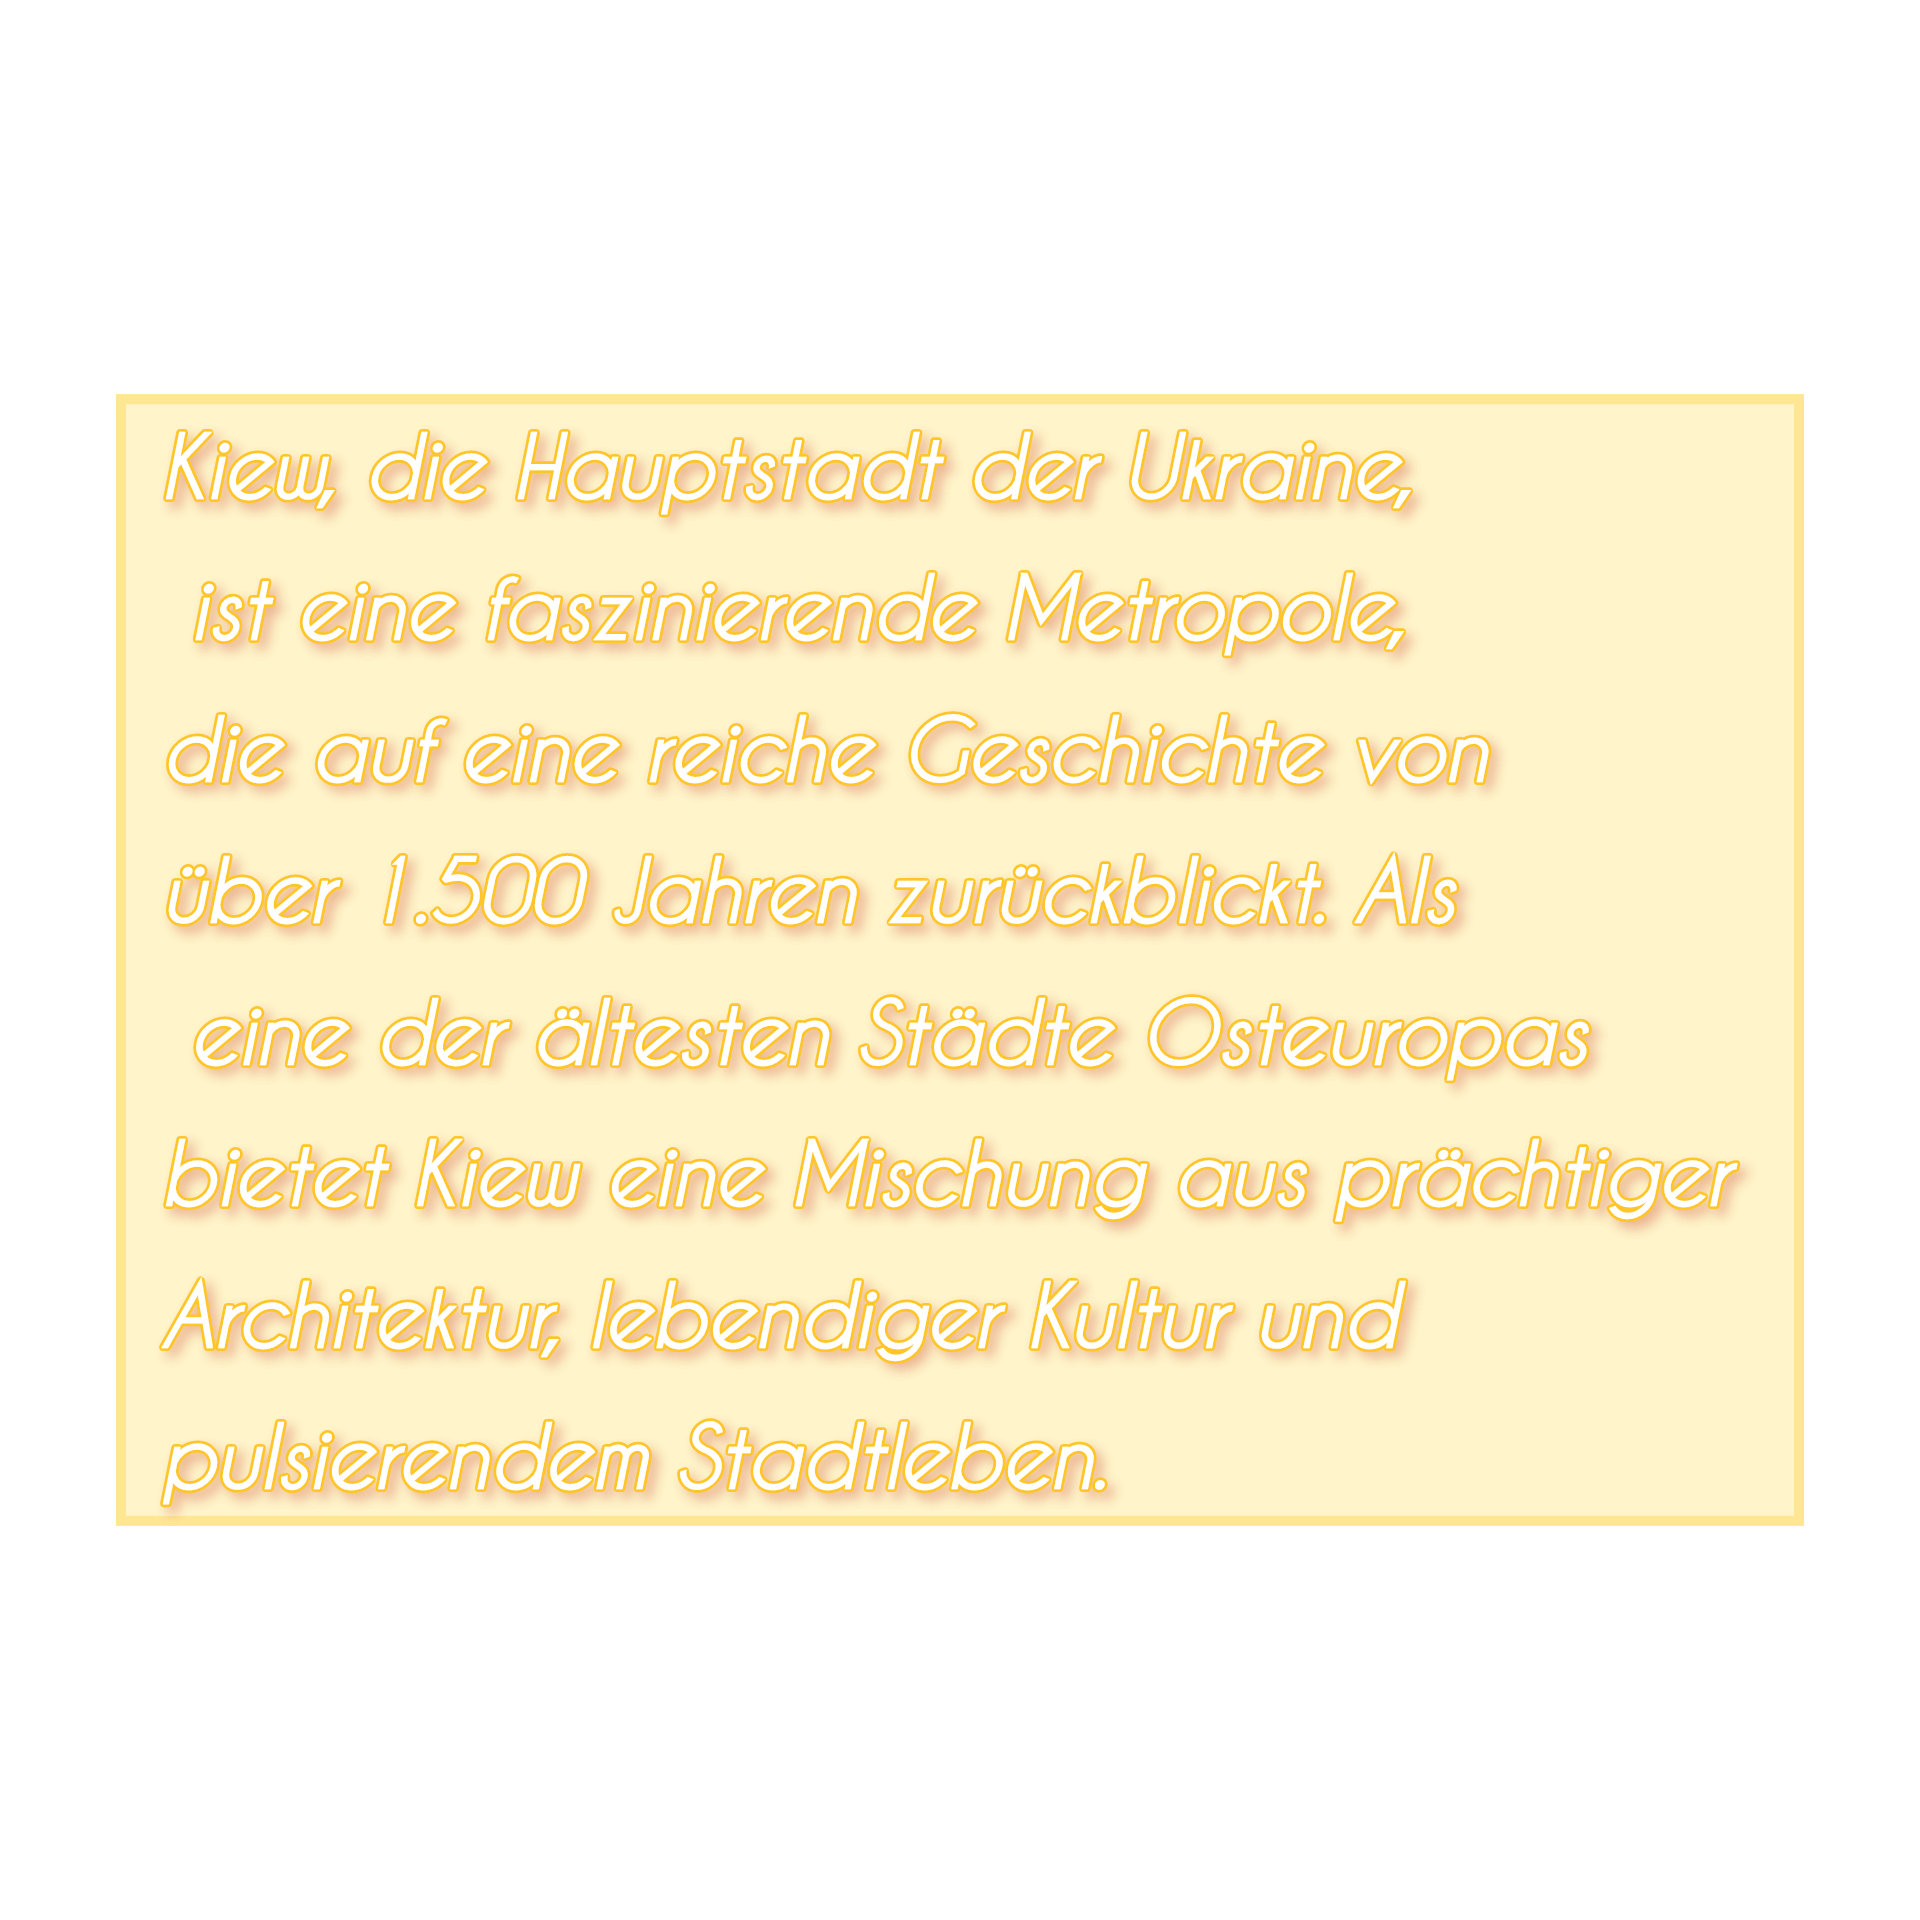 Kiew, die Hauptstadt der Ukraine,
ist eine faszinierende Metropole,
die auf eine reiche Geschichte von
über 1.500 Jahren zurückblickt. Als
eine der ältesten Städte Osteuropas
bietet Kiew eine Mischung aus prächtiger
Architektur, lebendiger Kultur und
pulsierendem Stadtleben.